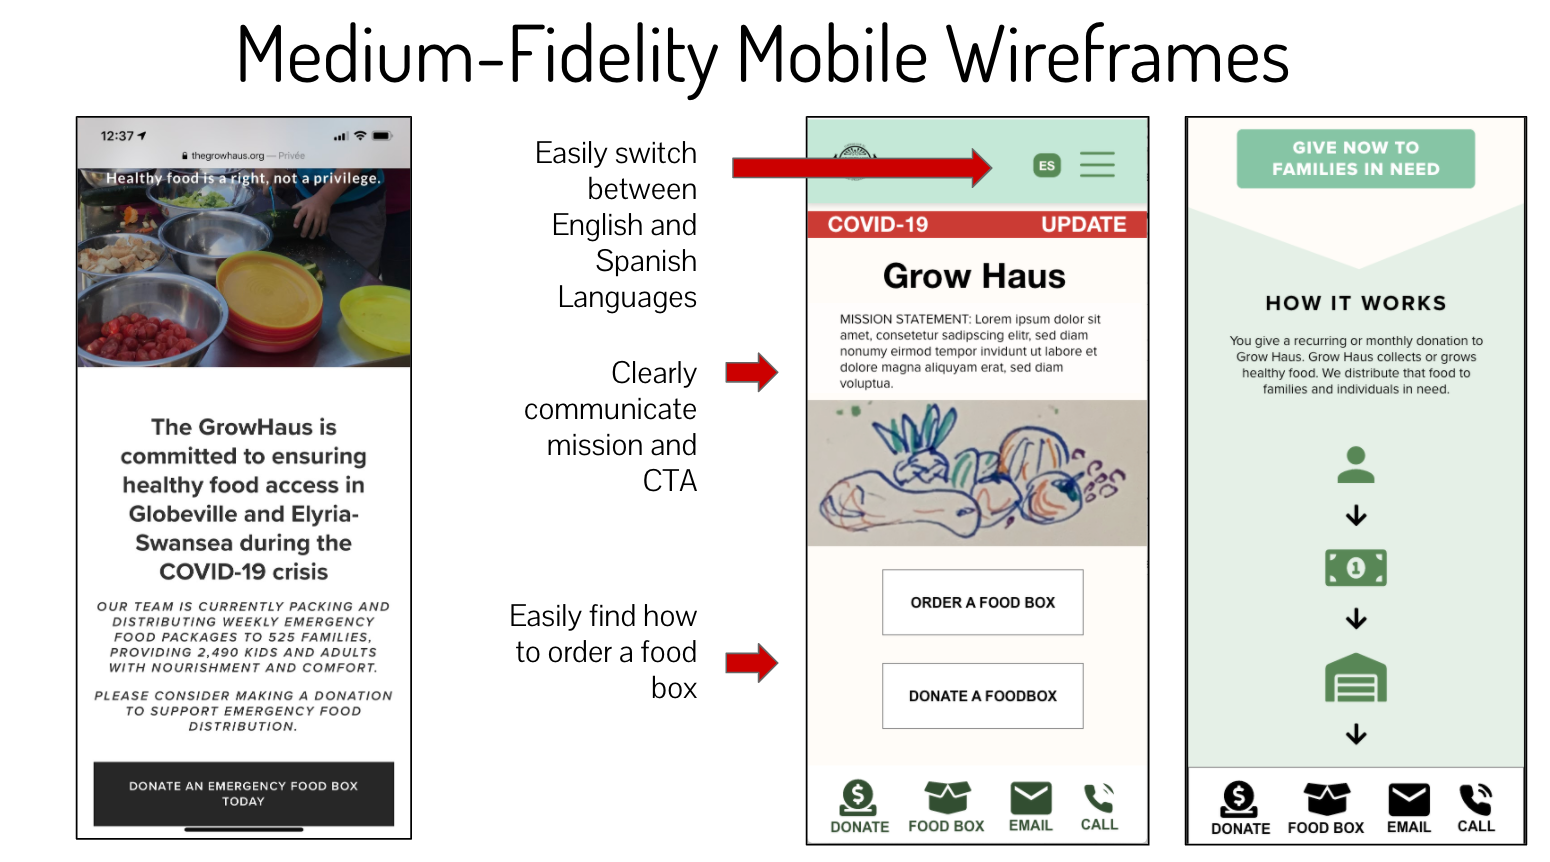 Medium-Fidelity Mobile Wireframes
12:37
thegrowhaus.org — Privée
Healthy food is a right, not a privilege.
The GrowHaus is
committed to ensuring
healthy food access in
Globeville and Elyria-
Swansea during the
COVID-19 crisis
OUR TEAM IS CURRENTLY PACKING AND
DISTRIBUTING WEEKLY EMERGENCY
FOOD PACKAGES TO 525 FAMILIES,
PROVIDING 2,490 KIDS AND ADULTS
WITH NOURISHMENT AND COMFORT.
PLEASE CONSIDER MAKING A DONATION
TO SUPPORT EMERGENCY FOOD
DISTRIBUTION.
DONATE AN EMERGENCY FOOD BOX
TODAY
Easily switch
between
English and
Spanish
Languages
Clearly
communicate
mission and
CTA
Easily find how
to order a food
box
ES
COVID-19 UPDATE
Grow Haus
MISSION STATEMENT: Lorem ipsum dolor sit
amet, consetetur sadipscing elitr, sed diam
nonumy eirmod tempor invidunt ut labore et
dolore magna aliquyam erat, sed diam
voluptua.
ORDER A FOOD BOX
DONATE A FOODBOX
DONATE FOOD BOX EMAIL CALL
GIVE NOW TO
FAMILIES IN NEED
HOW IT WORKS
You give a recurring or monthly donation to
Grow Haus. Grow Haus collects or grows
healthy food. We distribute that food to
families and individuals in need.
1
DONATE FOOD BOX EMAIL CALL